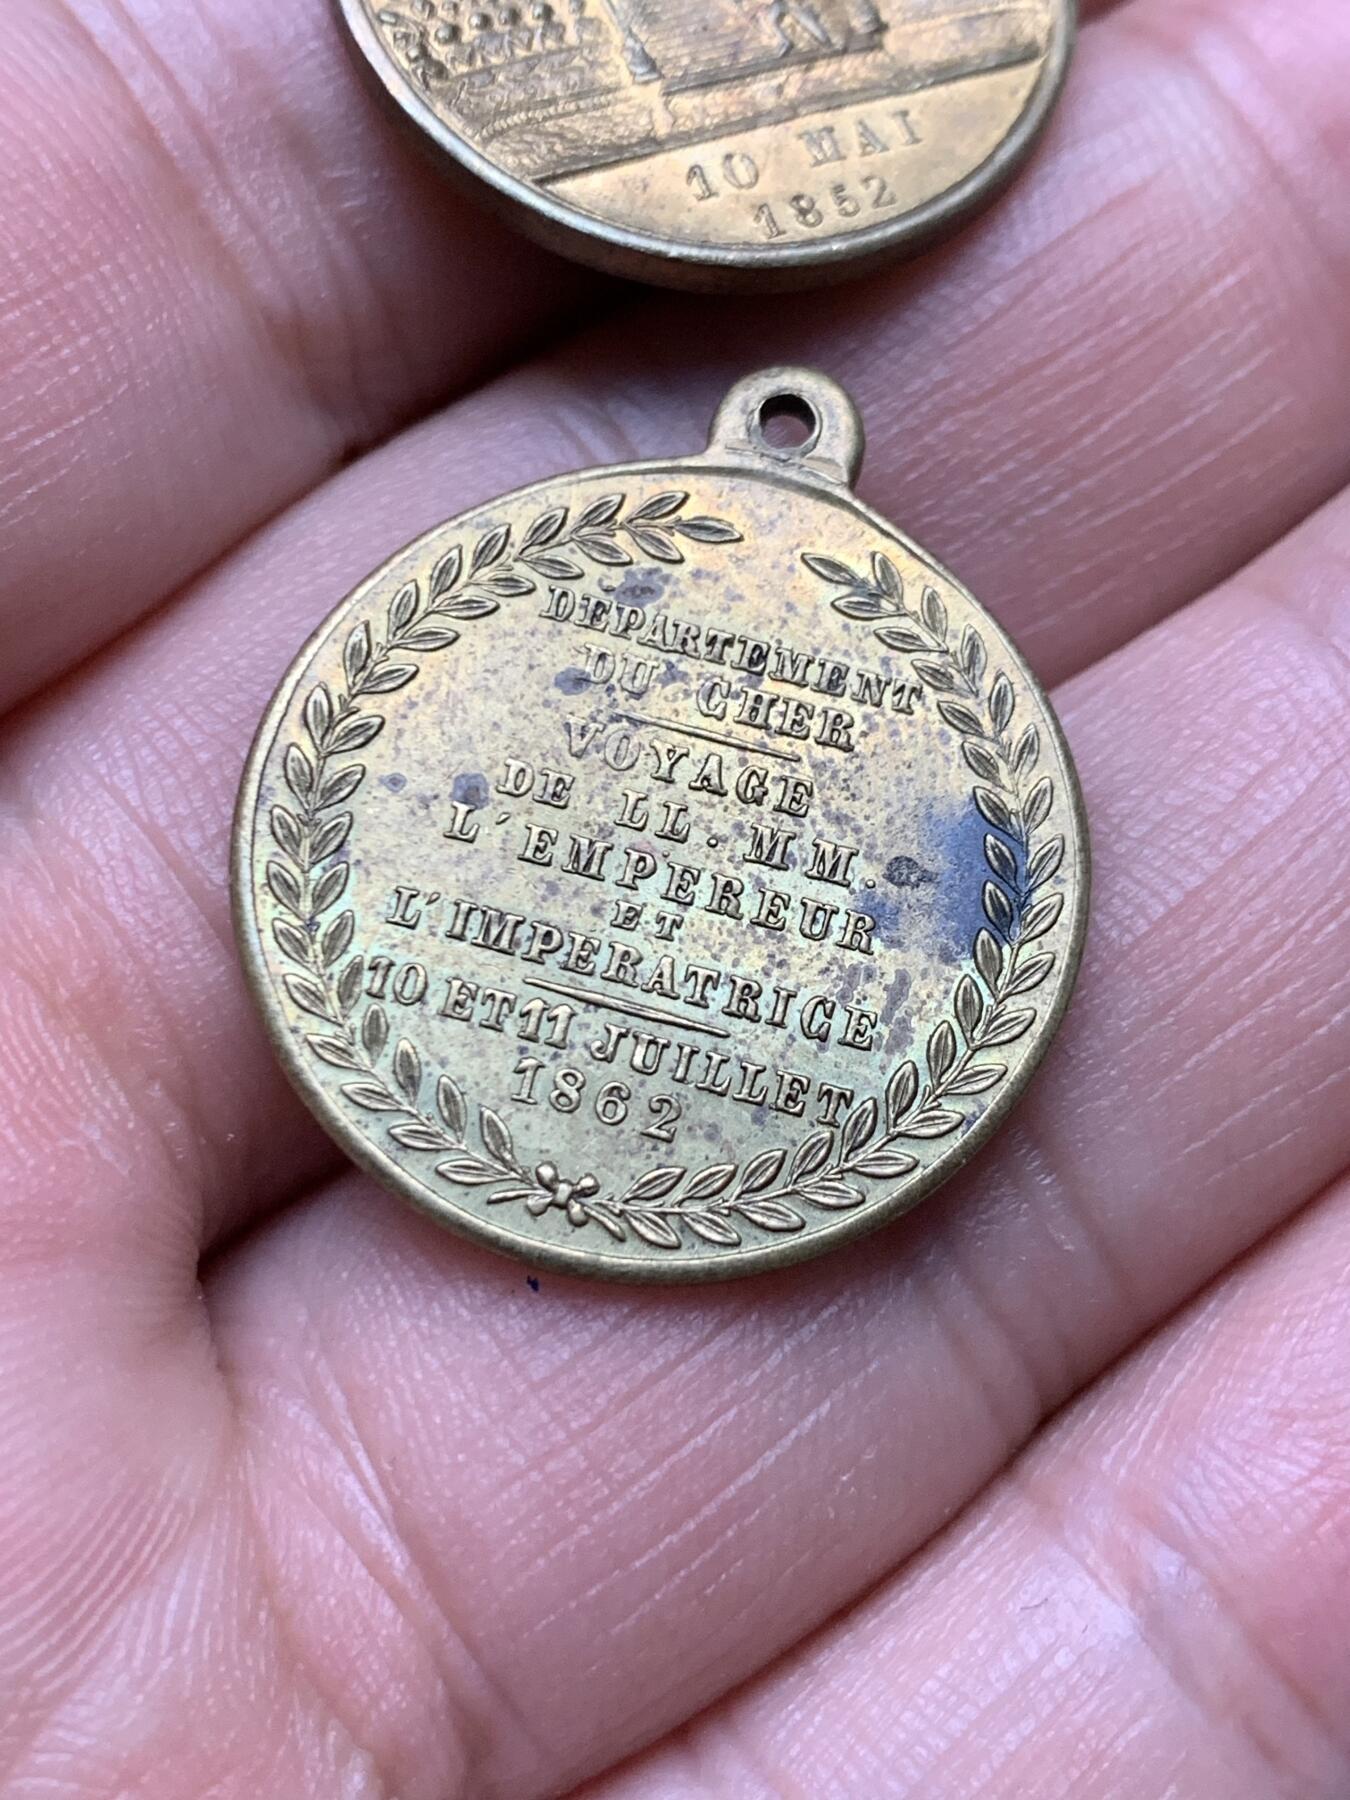 10 MAI
1852
DEPARTEMENT
DU CHER
VOYAGE
DE LL. MM.
L'EMPEREUR
ET
L'IMPERATRICE
10 ET 11 JUILLET
1862